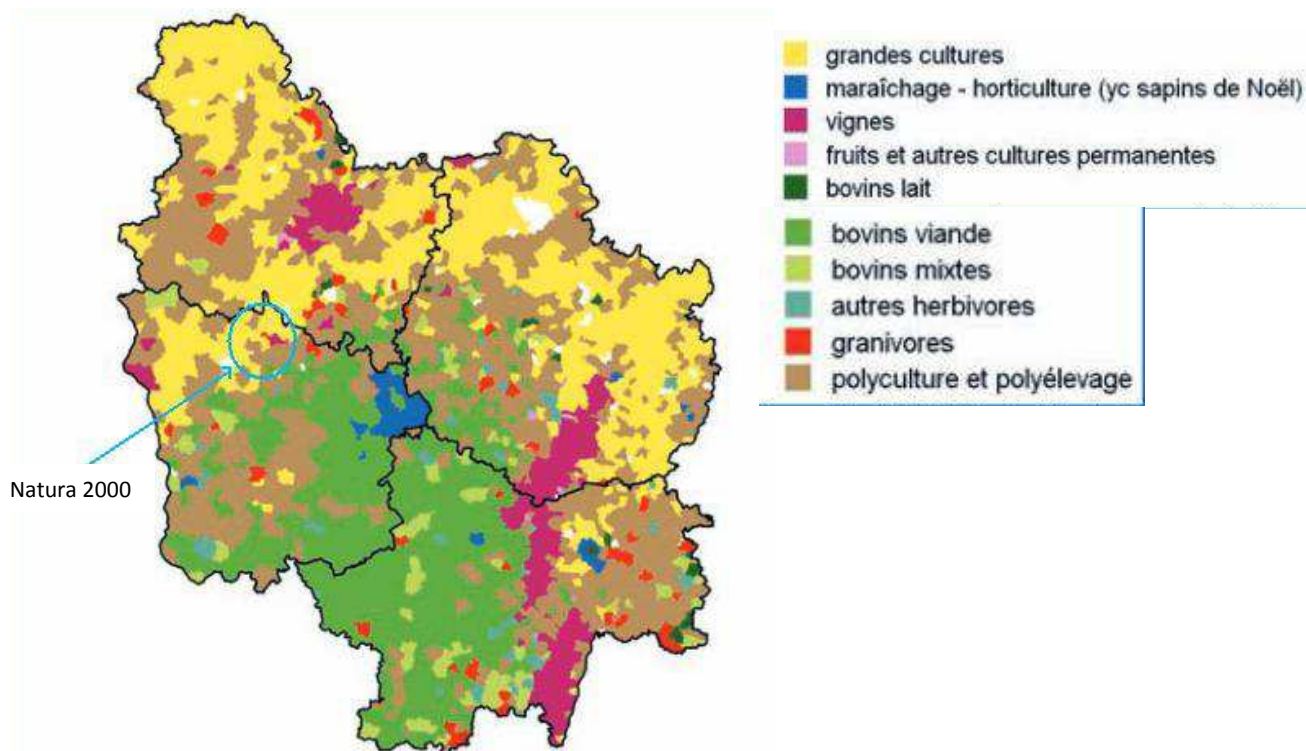 grandes cultures
maraîchage - horticulture (yc sapins de Noël)
vignes
fruits et autres cultures permanentes
bovins lait
bovins viande
bovins mixtes
autres herbivores
granivores
polyculture et polyélevage
Natura 2000